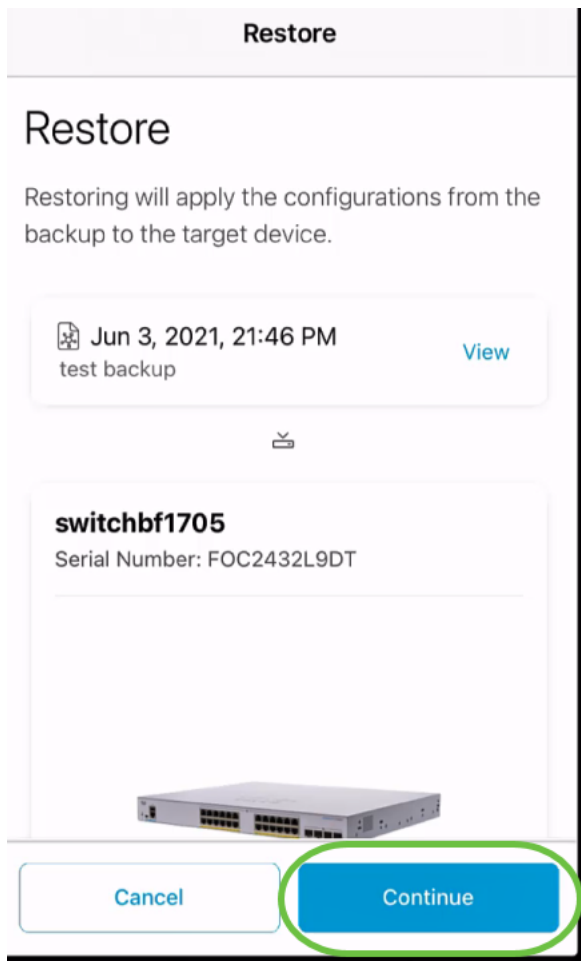 Restore
Restore
Restoring will apply the configurations from the
backup to the target device.
Jun 3, 2021, 21:46 PM
test backup
View
switchbf1705
Serial Number: FOC2432L9DT
Cancel
Continue